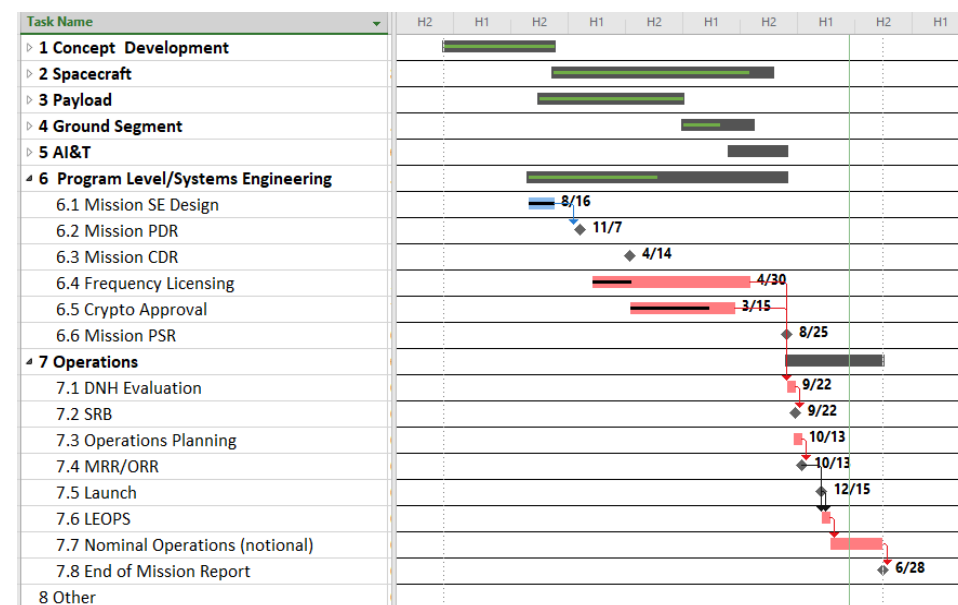 Task Name H2 H1 H2 H1 H2 H1 H2 H1 H2 H1
1 Concept Development
2 Spacecraft
3 Payload
4 Ground Segment
5 AI&T
6 Program Level/Systems Engineering
6.1 Mission SE Design 8/16
6.2 Mission PDR 11/7
6.3 Mission CDR 4/14
6.4 Frequency Licensing 4/30
6.5 Crypto Approval 3/15
6.6 Mission PSR 8/25
7 Operations
7.1 DNH Evaluation 9/22
7.2 SRB 9/22
7.3 Operations Planning 10/13
7.4 MRR/ORR 10/13
7.5 Launch 12/15
7.6 LEOPS
7.7 Nominal Operations (notional)
7.8 End of Mission Report 6/28
8 Other